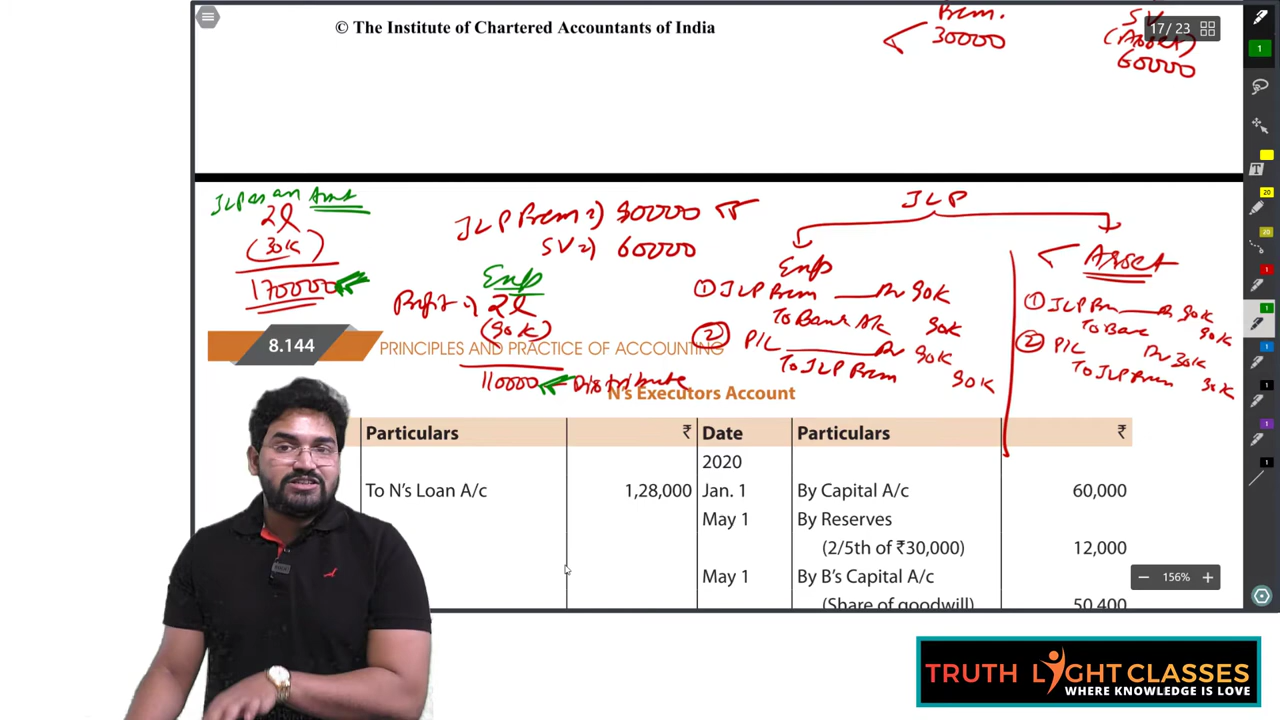 © The Institute of Chartered Accountants of India
Prem.
30000
SV
(Asset)
60000
17/23
JLP as an Asset
2l
(30K)
170000
JLP Prem 2) 90000
SV 2) 60000
Exp
Profit 2) 2l
(90K)
110000 Distribute
JLP
Exp
① JLP Prem Dr 90K
To Bank A/c 90K
② P/L Dr 90K
To JLP Prem 90K
Asset
① JLP Prem Dr 90K
To Bank 90K
② P/L Dr 30K
To JLP Prem 30K
8.144
PRINCIPLES AND PRACTICE OF ACCOUNTING
N's Executors Account
Particulars ₹ Date Particulars ₹
2020
To N's Loan A/c 1,28,000 Jan. 1 By Capital A/c 60,000
May 1 By Reserves
(2/5th of ₹30,000) 12,000
May 1 By B's Capital A/c
(Share of goodwill) 50,400
156%
TRUTH LIGHT CLASSES
WHERE KNOWLEDGE IS LOVE